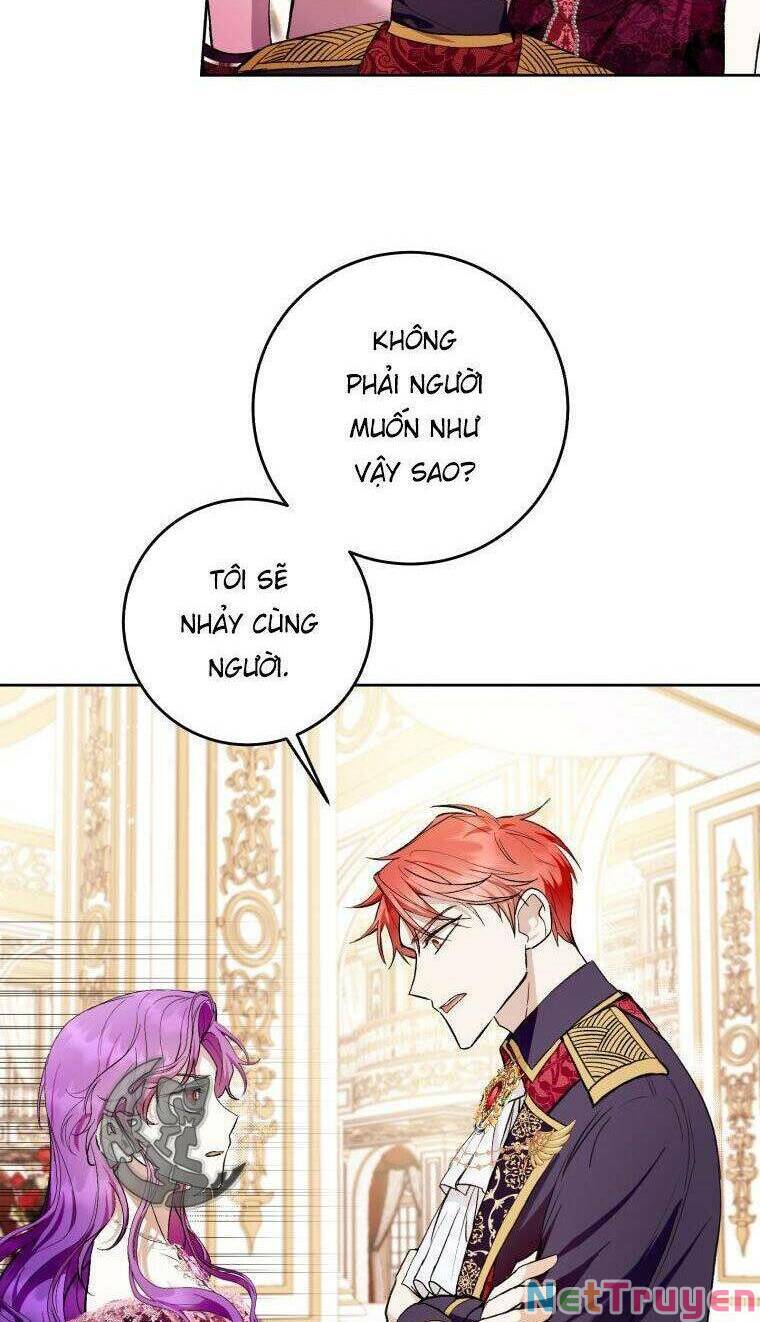 KHÔNG
PHẢI NGƯỜI
MUỐN NHƯ
VẬY SAO?
TÔI SẼ
NHẢY CÙNG
NGƯỜI.
NetTruyen